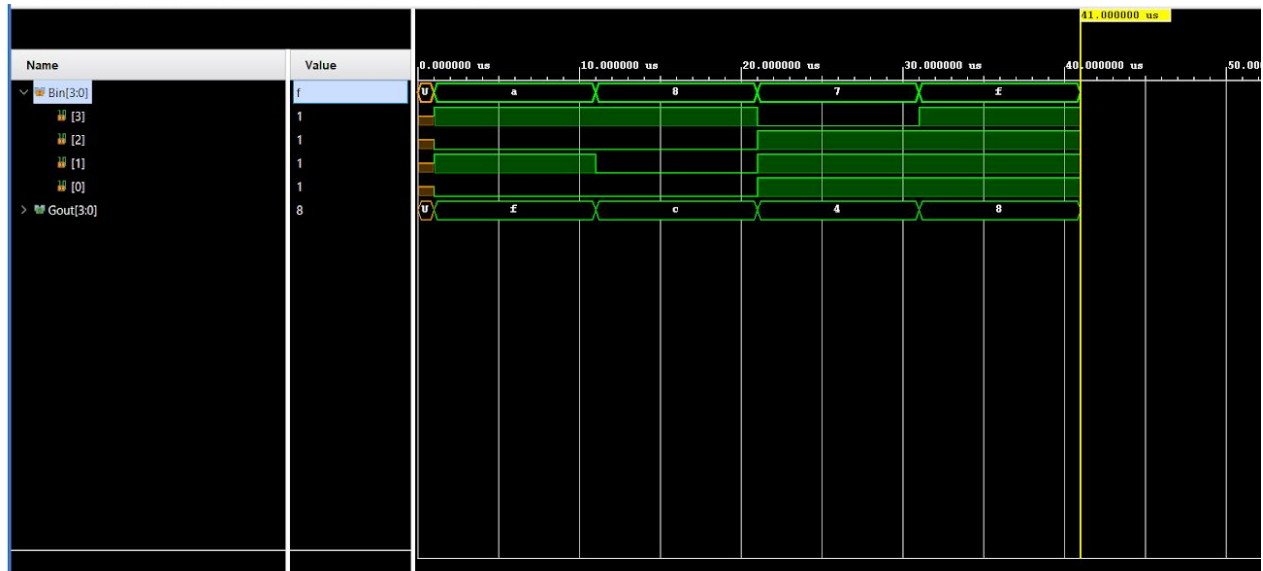 41.000000 us
Name Value
0.000000 us 10.000000 us 20.000000 us 30.000000 us 40.000000 us 50.00
Bin[3:0] f U a 8 7 f
[3] 1
[2] 1
[1] 1
[0] 1
Gout[3:0] 8 U f c 4 8